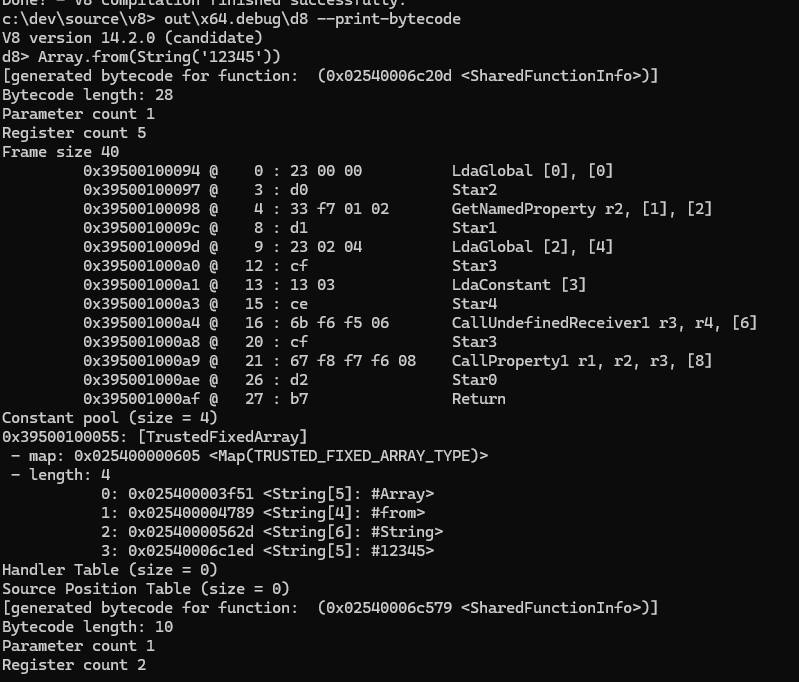 Done! - V8 compilation finished successfully.
c:\dev\source\v8> out\x64.debug\d8 --print-bytecode
V8 version 14.2.0 (candidate)
d8> Array.from(String('12345'))
[generated bytecode for function:  (0x02540006c20d <SharedFunctionInfo>)]
Bytecode length: 28
Parameter count 1
Register count 5
Frame size 40
         0x39500100094 @    0 : 23 00 00          LdaGlobal [0], [0]
         0x39500100097 @    3 : d0                Star2
         0x39500100098 @    4 : 33 f7 01 02       GetNamedProperty r2, [1], [2]
         0x3950010009c @    8 : d1                Star1
         0x3950010009d @    9 : 23 02 04          LdaGlobal [2], [4]
         0x395001000a0 @   12 : cf                Star3
         0x395001000a1 @   13 : 13 03             LdaConstant [3]
         0x395001000a3 @   15 : ce                Star4
         0x395001000a4 @   16 : 6b f6 f5 06       CallUndefinedReceiver1 r3, r4, [6]
         0x395001000a8 @   20 : cf                Star3
         0x395001000a9 @   21 : 67 f8 f7 f6 08    CallProperty1 r1, r2, r3, [8]
         0x395001000ae @   26 : d2                Star0
         0x395001000af @   27 : b7                Return
Constant pool (size = 4)
0x39500100055: [TrustedFixedArray]
 - map: 0x025400000605 <Map(TRUSTED_FIXED_ARRAY_TYPE)>
 - length: 4
           0: 0x025400003f51 <String[5]: #Array>
           1: 0x025400004789 <String[4]: #from>
           2: 0x02540000562d <String[6]: #String>
           3: 0x02540006c1ed <String[5]: #12345>
Handler Table (size = 0)
Source Position Table (size = 0)
[generated bytecode for function:  (0x02540006c579 <SharedFunctionInfo>)]
Bytecode length: 10
Parameter count 1
Register count 2